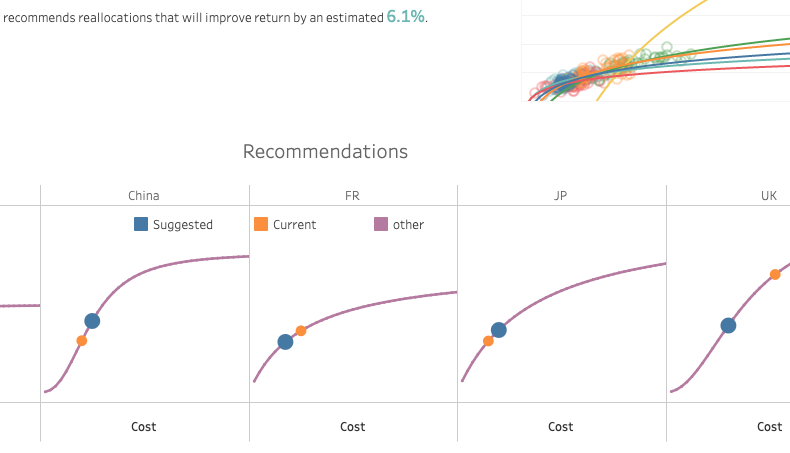 recommends reallocations that will improve return by an estimated 6.1%.
Recommendations
China FR JP UK
Suggested Current other
Cost Cost Cost Cost